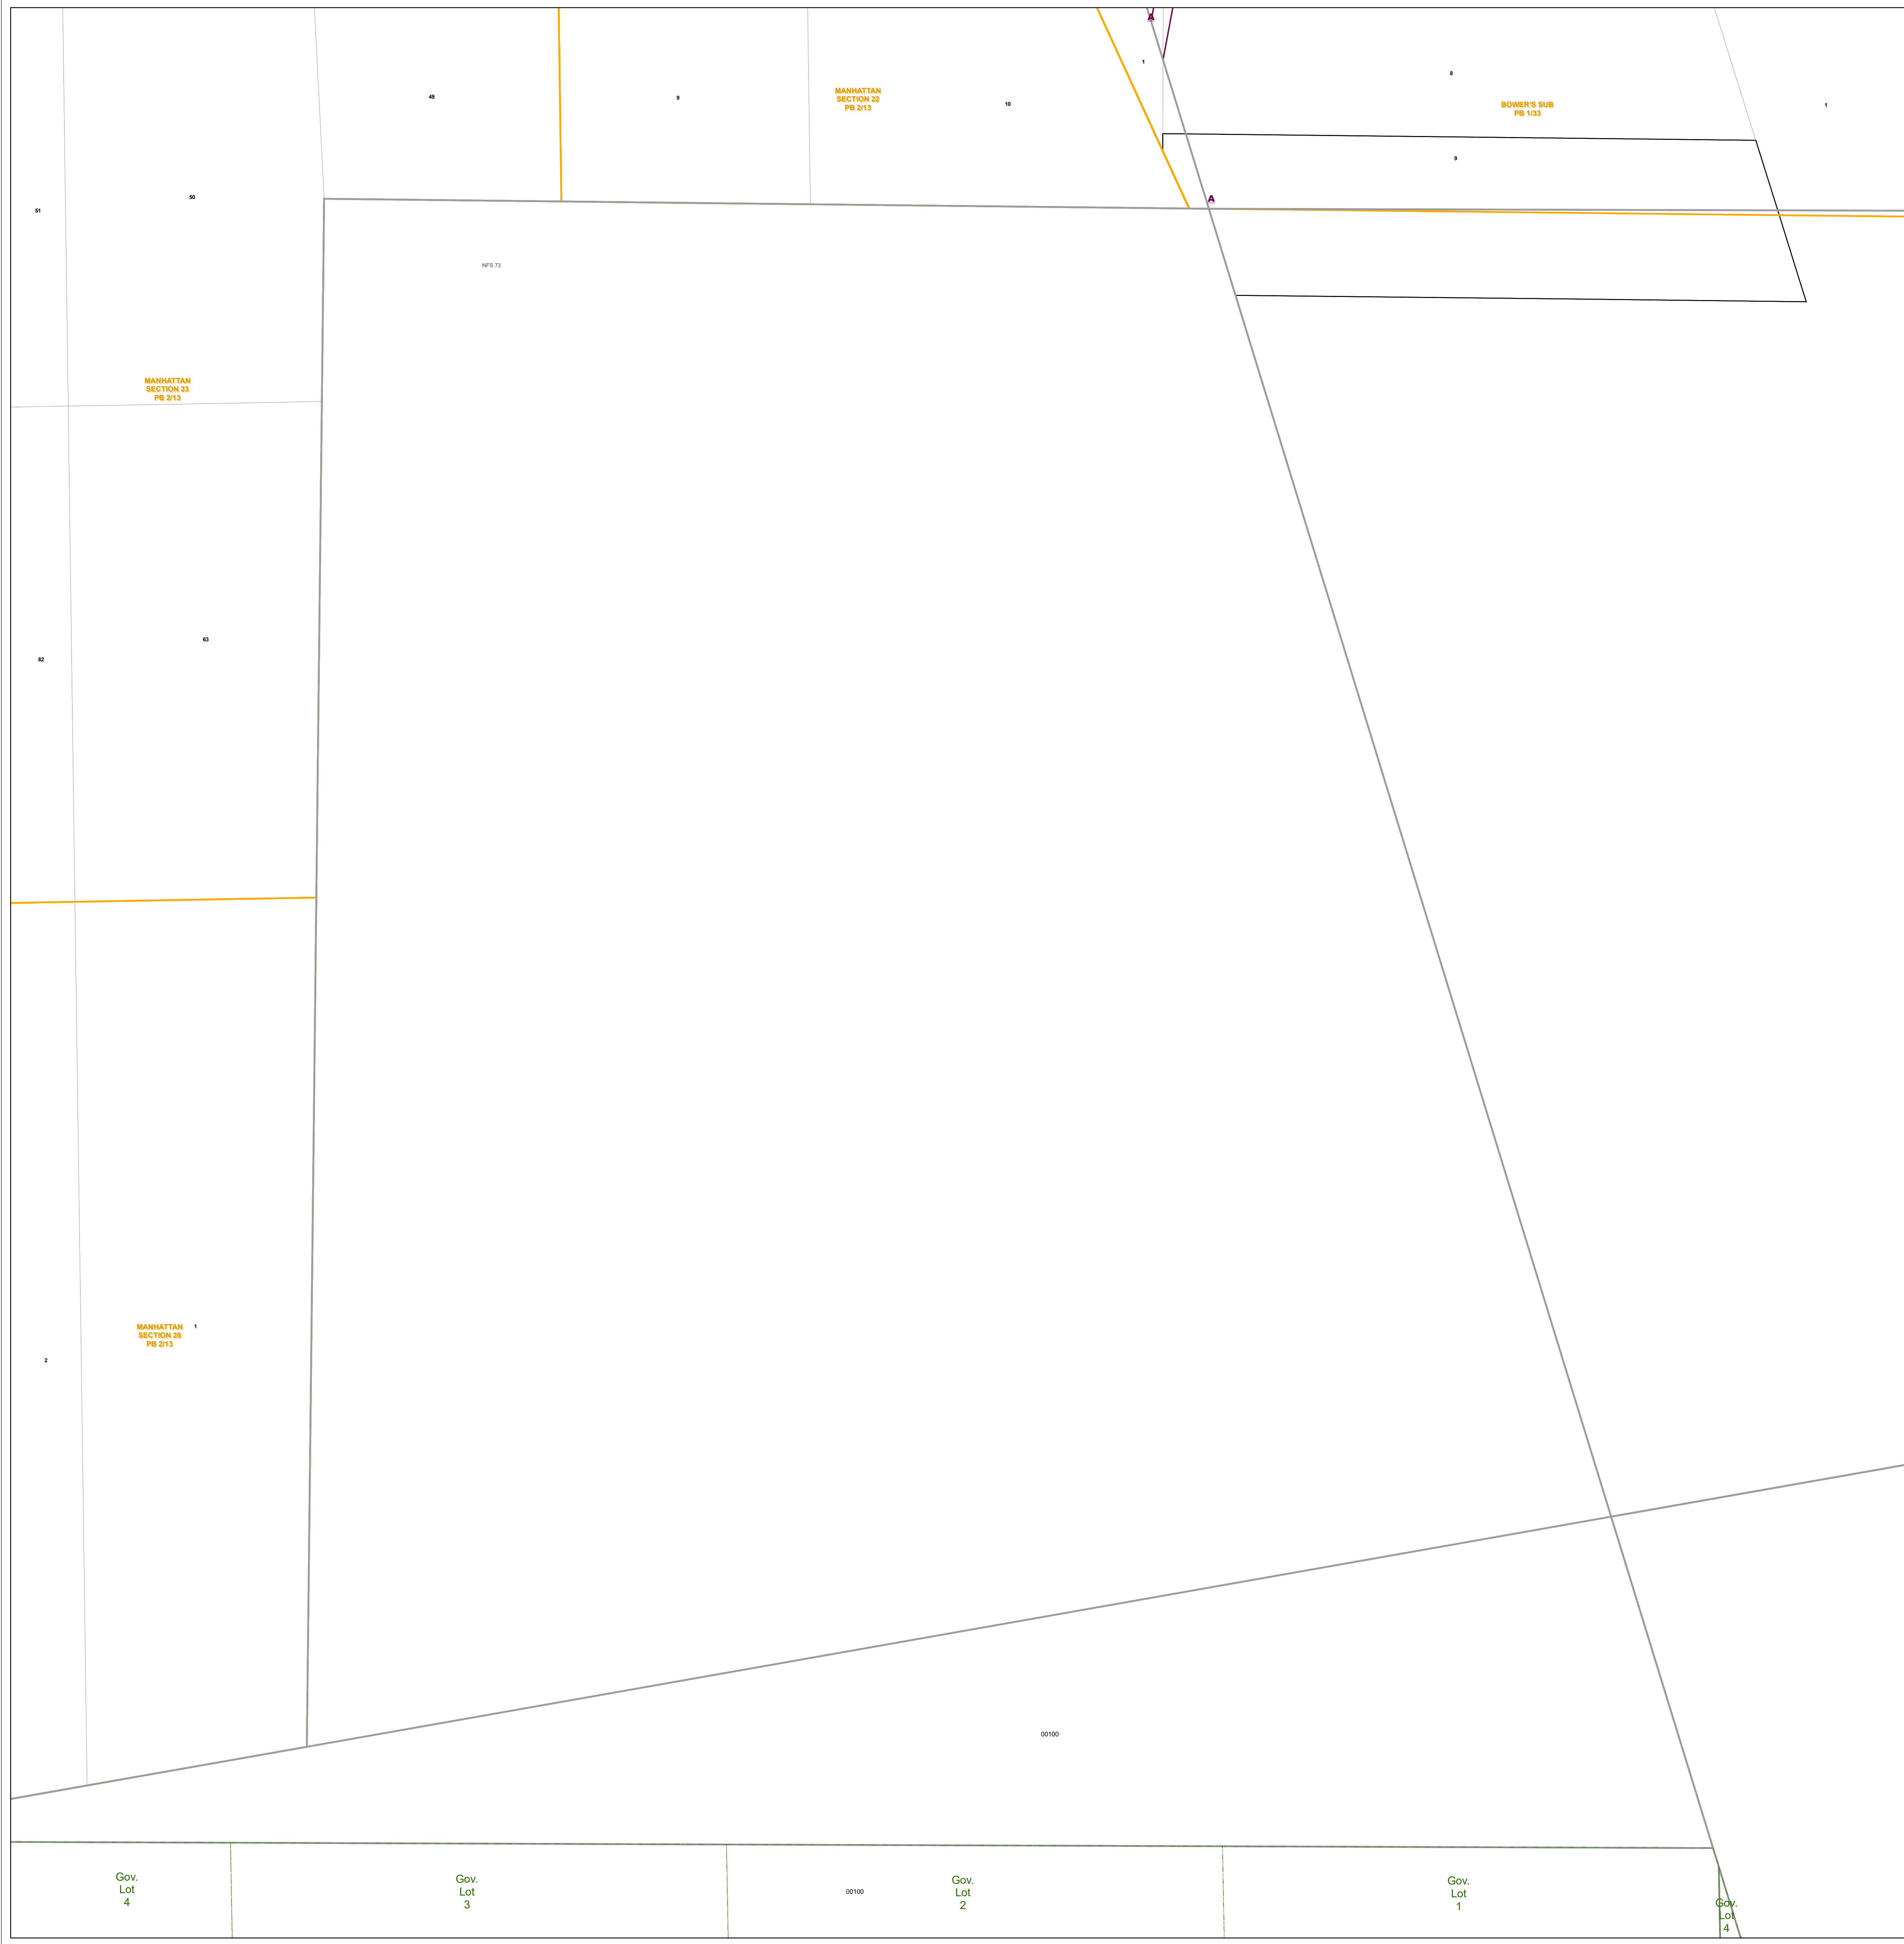 A
1
8
49
9
MANHATTAN
SECTION 22
PB 2/13
10
BOWER'S SUB
PB 1/33
1
9
50
51
A
NFS 73
MANHATTAN
SECTION 23
PB 2/13
63
62
MANHATTAN
SECTION 28
PB 2/13
1
2
00100
Gov.
Lot
4
Gov.
Lot
3
00100
Gov.
Lot
2
Gov.
Lot
1
Gov.
Lot
4